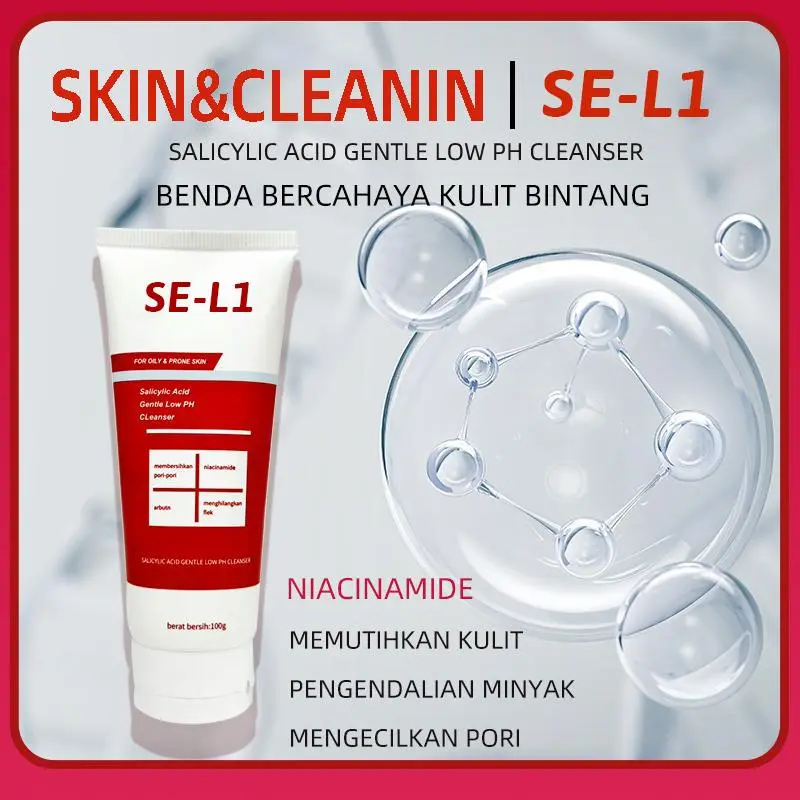 SKIN&CLEANIN | SE-L1
SALICYLIC ACID GENTLE LOW PH CLEANSER
BENDA BERCAHAYA KULIT BINTANG
SE-L1
FOR OILY & PRONE SKIN
Salicylic Acid
Gentle Low PH
CLeanser
membersihkan
pori-pori
niacinamide
arbutn
menghilangkan
flek
SALICYLIC ACID GENTLE LOW PH CLEANSER
berat bersih:100g
NIACINAMIDE
MEMUTIHKAN KULIT
PENGENDALIAN MINYAK
MENGECILKAN PORI